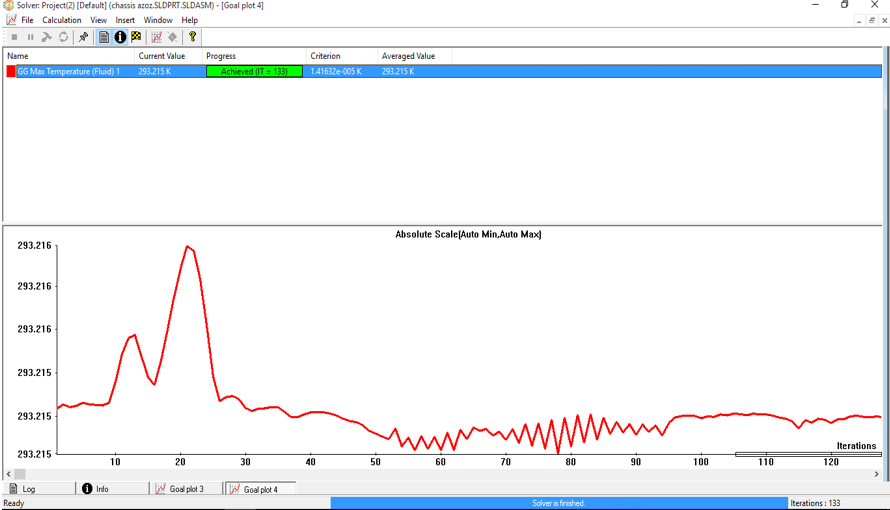 Solver: Project(2) [Default] (chassis azoz.SLDPRT.SLDASM) - [Goal plot 4]
File Calculation View Insert Window Help
Name Current Value Progress Criterion Averaged Value
GG Max Temperature (Fluid) 1 293.215 K Achieved (IT = 133) 1.41632e-005 K 293.215 K
Absolute Scale(Auto Min,Auto Max)
293.216
293.216
293.216
293.215
293.215
293.215
Iterations
10 20 30 40 50 60 70 80 90 100 110 120
Log Info Goal plot 3 Goal plot 4
Ready Solver is finished. Iterations : 133